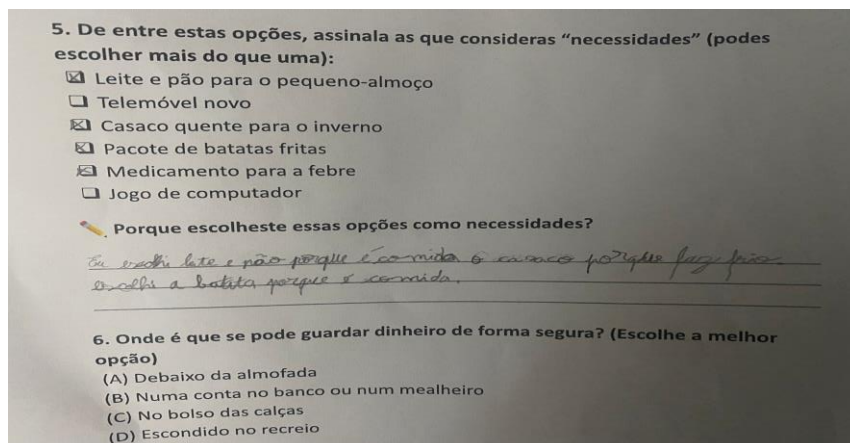 5. De entre estas opções, assinala as que consideras “necessidades” (podes
escolher mais do que uma):
☒ Leite e pão para o pequeno-almoço
☐ Telemóvel novo
☒ Casaco quente para o inverno
☒ Pacote de batatas fritas
☒ Medicamento para a febre
☐ Jogo de computador
✏️ Porque escolheste essas opções como necessidades?
Eu escolhi leite e pão porque é comida o casaco porque faz frio
escolhi a batata porque é comida.
6. Onde é que se pode guardar dinheiro de forma segura? (Escolhe a melhor
opção)
(A) Debaixo da almofada
(B) Numa conta no banco ou num mealheiro
(C) No bolso das calças
(D) Escondido no recreio